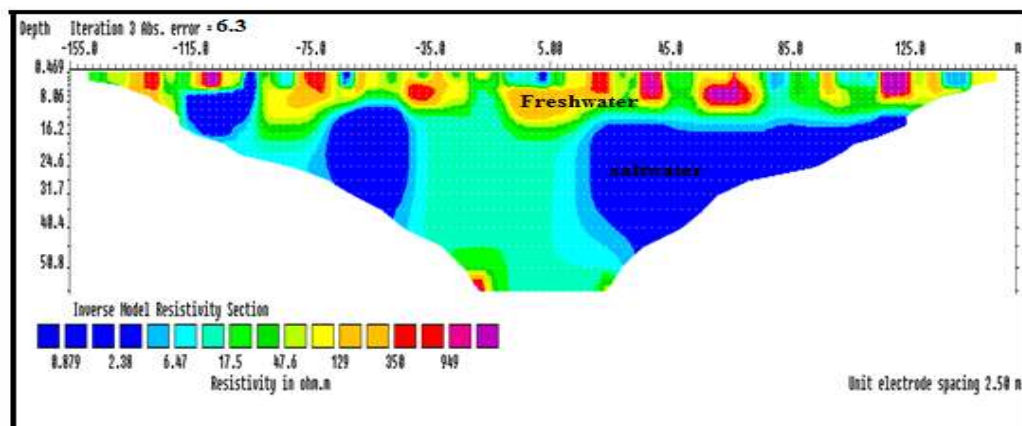 Depth Iteration 3 Abs. error = 6.3
-155.0 -115.0 -75.0 -35.0 5.00 45.0 85.0 125.0 m
0.469
8.06
16.2
24.6
31.7
40.4
50.8
Freshwater
saltwater
Inverse Model Resistivity Section
0.879 2.38 6.47 17.5 47.6 129 350 949
Resistivity in ohm.m
Unit electrode spacing 2.50 m